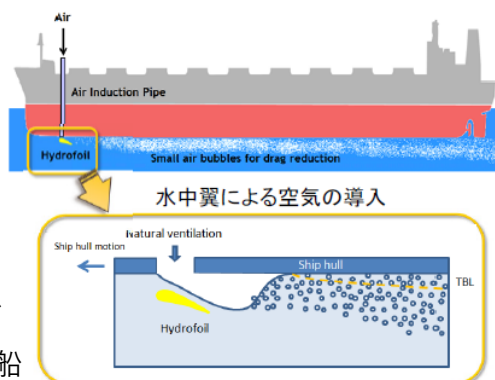 Air
Air Induction Pipe
Hydrofoil
Small air bubbles for drag reduction
水中翼による空気の導入
Natural ventilation
Ship hull motion
Ship hull
TBL
Hydrofoil
船